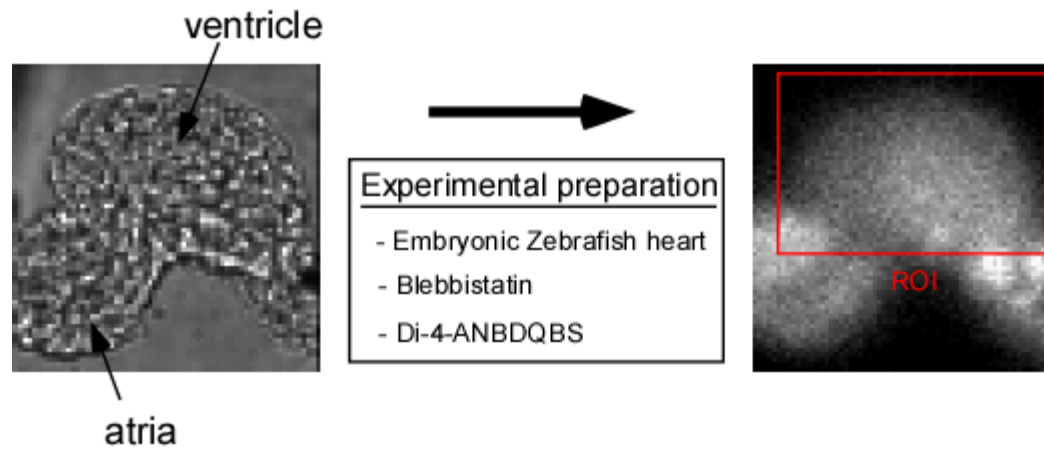 ventricle
Experimental preparation
- Embryonic Zebrafish heart
- Blebbistatin
- Di-4-ANBDQBS
ROI
atria